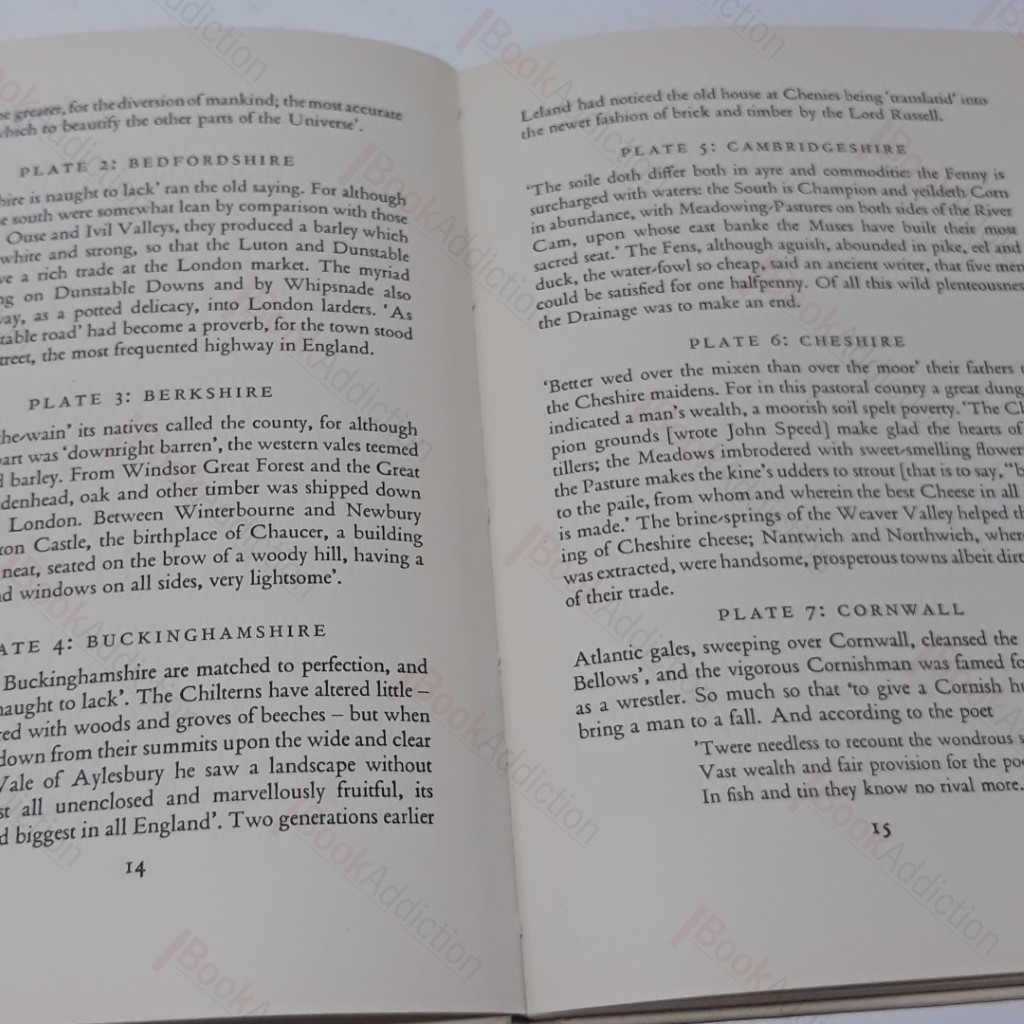 greater, for the diversion of mankind; the most accurate
which to beautify the other parts of the Universe'.
PLATE 2: BEDFORDSHIRE
hire is naught to lack' ran the old saying. For although
south were somewhat lean by comparison with those
Ouse and Ivil Valleys, they produced a barley which
white and strong, so that the Luton and Dunstable
a rich trade at the London market. The myriad
on Dunstable Downs and by Whipsnade also
as a potted delicacy, into London larders. 'As
table road' had become a proverb, for the town stood
treet, the most frequented highway in England.
PLATE 3: BERKSHIRE
the-wain' its natives called the county, for although
art was 'downright barren', the western vales teemed
barley. From Windsor Great Forest and the Great
denhead, oak and other timber was shipped down
London. Between Winterbourne and Newbury
on Castle, the birthplace of Chaucer, a building
neat, seated on the brow of a woody hill, having a
d windows on all sides, very lightsome'.
ATE 4: BUCKINGHAMSHIRE
Buckinghamshire are matched to perfection, and
naught to lack'. The Chilterns have altered little –
ed with woods and groves of beeches – but when
down from their summits upon the wide and clear
Vale of Aylesbury he saw a landscape without
st all unenclosed and marvellously fruitful, its
d biggest in all England'. Two generations earlier
14
Leland had noticed the old house at Chenies being 'translatid' into
the newer fashion of brick and timber by the Lord Russell.
PLATE 5: CAMBRIDGESHIRE
'The soile doth differ both in ayre and commoditie: the Fenny is
surcharged with waters: the South is Champion and yeildeth Corn
in abundance, with Meadowing-Pastures on both sides of the River
Cam, upon whose east banke the Muses have built their most
sacred seat.' The Fens, although aguish, abounded in pike, eel and
duck, the water-fowl so cheap, said an ancient writer, that five men
could be satisfied for one halfpenny. Of all this wild plenteousnes
the Drainage was to make an end.
PLATE 6: CHESHIRE
'Better wed over the mixen than over the moor' their fathers
the Cheshire maidens. For in this pastoral county a great dung
indicated a man's wealth, a moorish soil spelt poverty. 'The C
pion grounds [wrote John Speed] make glad the hearts of
tillers; the Meadows imbrodered with sweet-smelling flower
the Pasture makes the kine's udders to strout [that is to say, "b
to the paile, from whom and wherein the best Cheese in all
is made.' The brine-springs of the Weaver Valley helped th
ing of Cheshire cheese; Nantwich and Northwich, wher
was extracted, were handsome, prosperous towns albeit dirt
of their trade.
PLATE 7: CORNWALL
Atlantic gales, sweeping over Cornwall, cleansed the
Bellows', and the vigorous Cornishman was famed fo
as a wrestler. So much so that 'to give a Cornish hu
bring a man to a fall. And according to the poet
'Twere needless to recount the wondrous s
Vast wealth and fair provision for the poo
In fish and tin they know no rival more.
15
BookAddiction